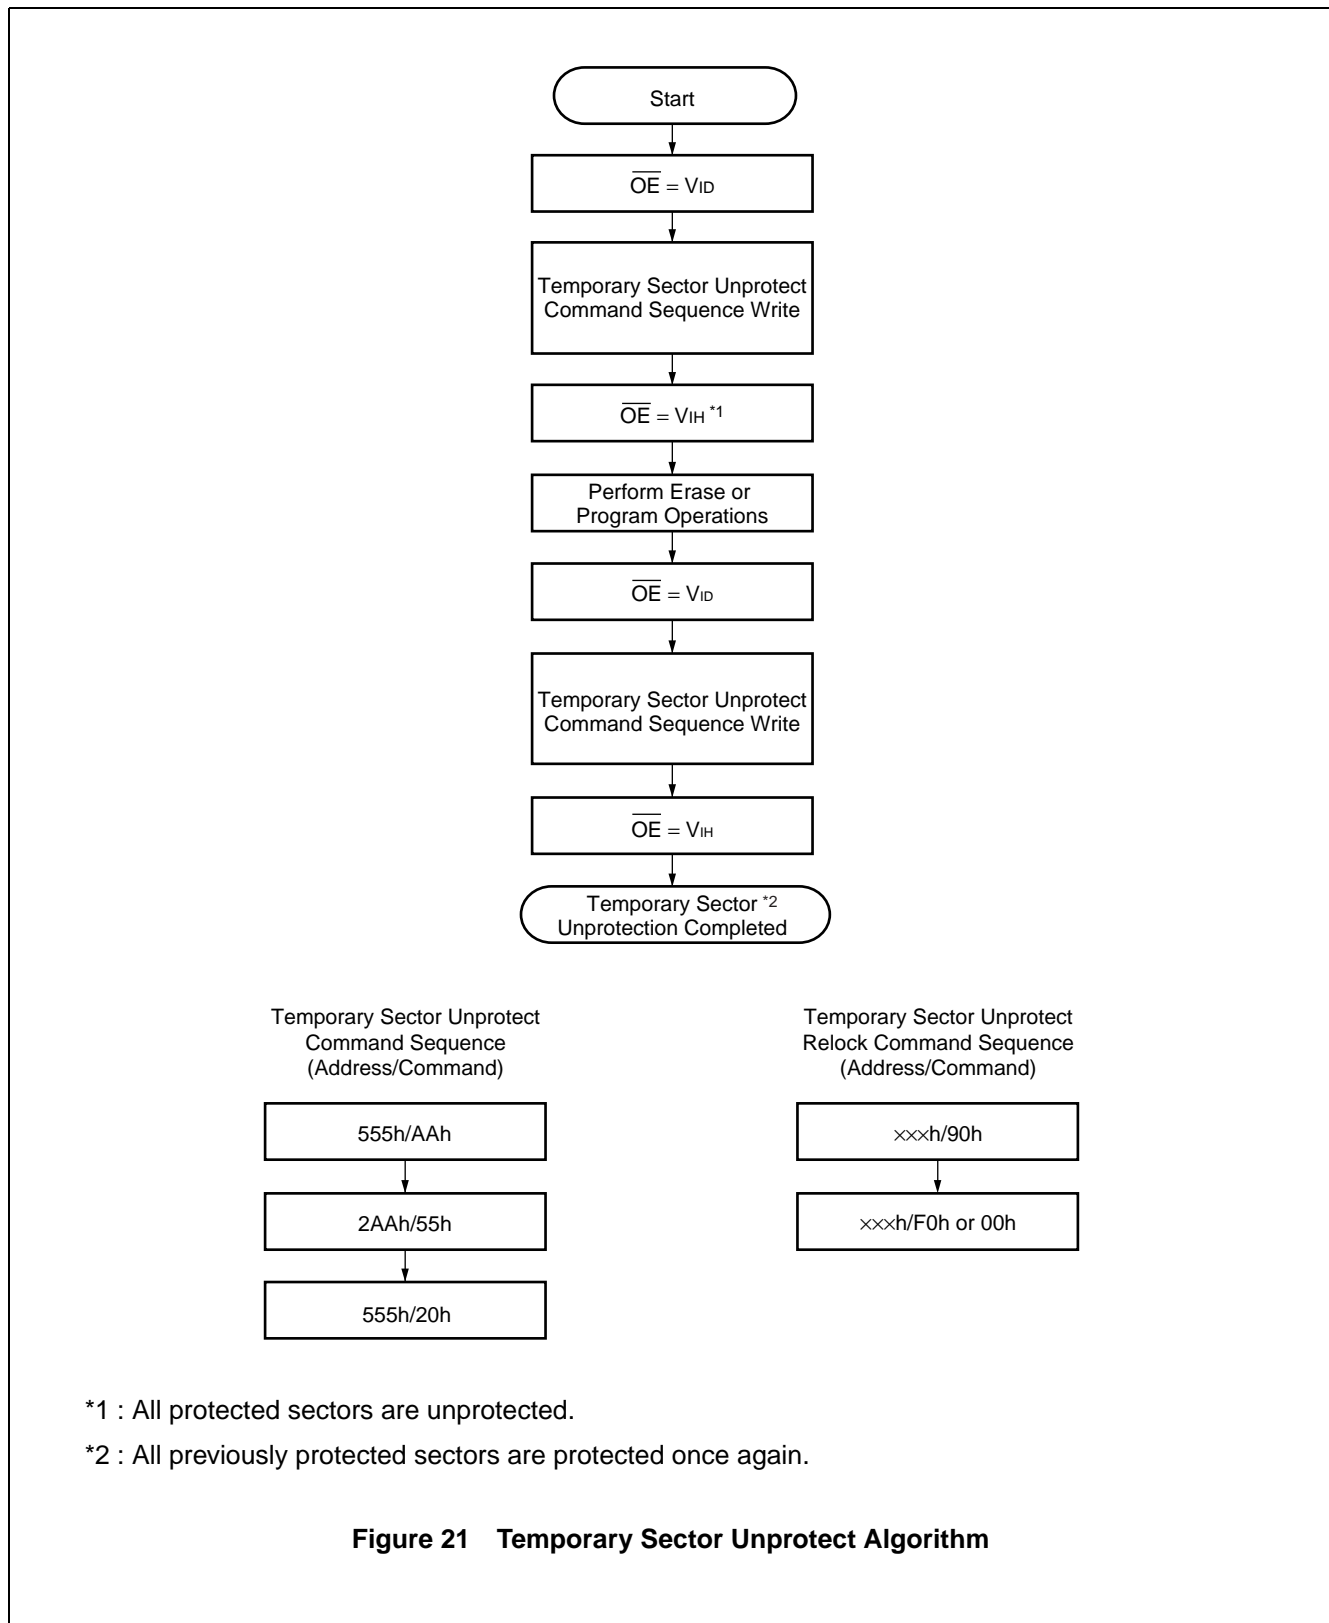 Start
OE = VID
Temporary Sector Unprotect
Command Sequence Write
OE = VIH *1
Perform Erase or
Program Operations
OE = VID
Temporary Sector Unprotect
Command Sequence Write
OE = VIH
Temporary Sector *2
Unprotection Completed
Temporary Sector Unprotect
Command Sequence
(Address/Command)
555h/AAh
2AAh/55h
555h/20h
Temporary Sector Unprotect
Relock Command Sequence
(Address/Command)
×××h/90h
×××h/F0h or 00h
*1 : All protected sectors are unprotected.
*2 : All previously protected sectors are protected once again.
Figure 21 Temporary Sector Unprotect Algorithm